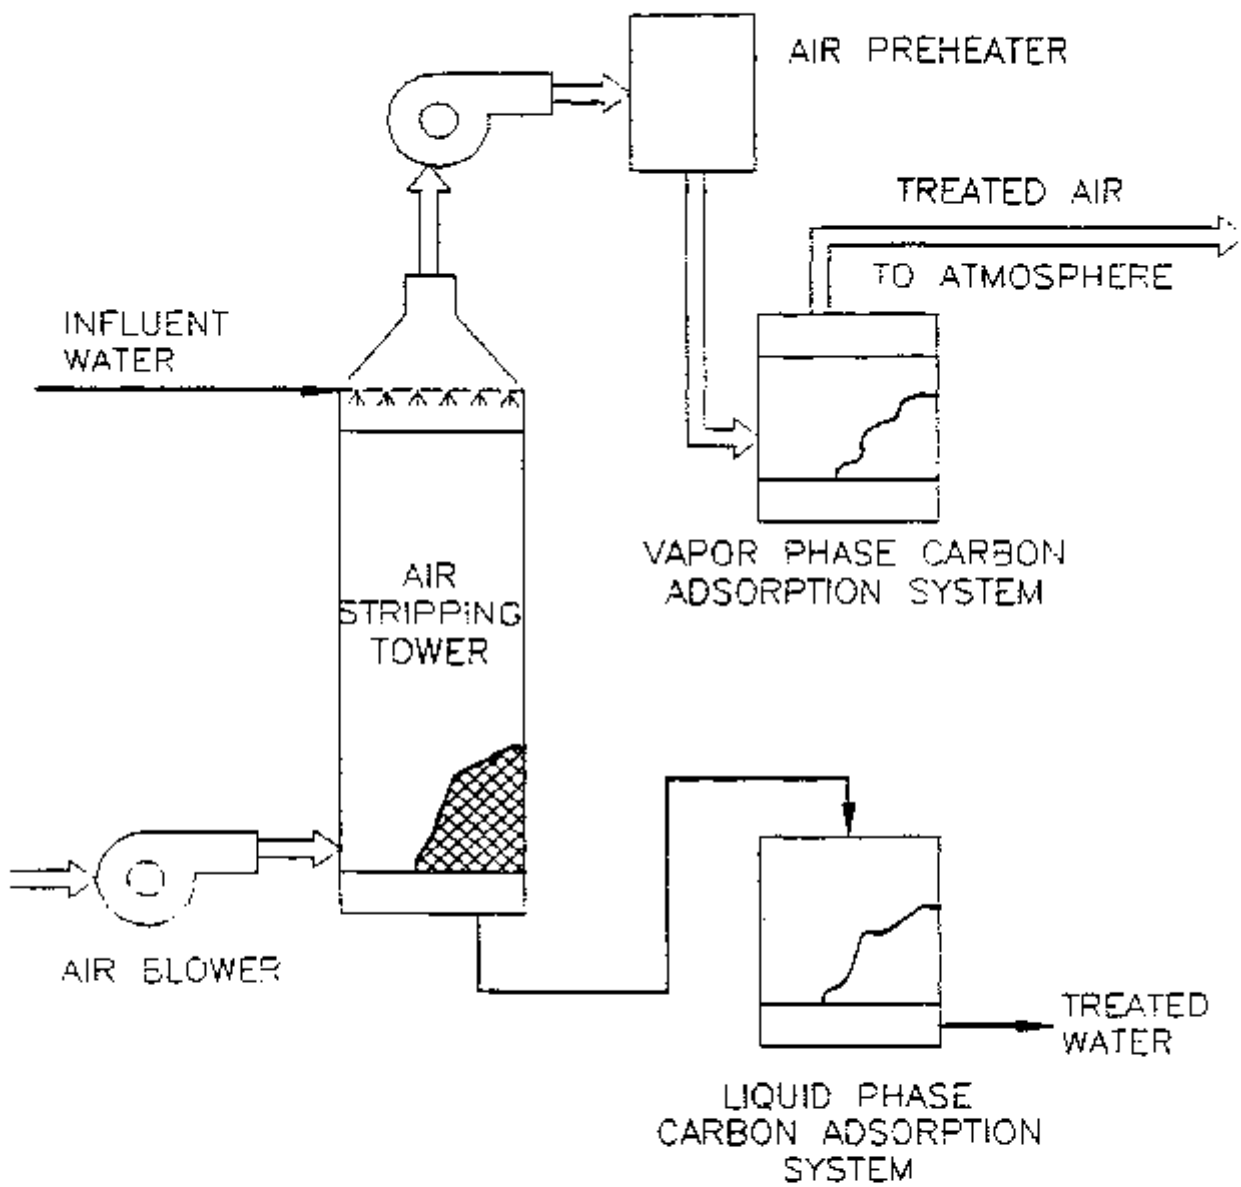 AIR PREHEATER
TREATED AIR
TO ATMOSPHERE
INFLUENT
WATER
VAPOR PHASE CARBON
ADSORPTION SYSTEM
AIR
STRIPPING
TOWER
AIR BLOWER
TREATED
WATER
LIQUID PHASE
CARBON ADSORPTION
SYSTEM